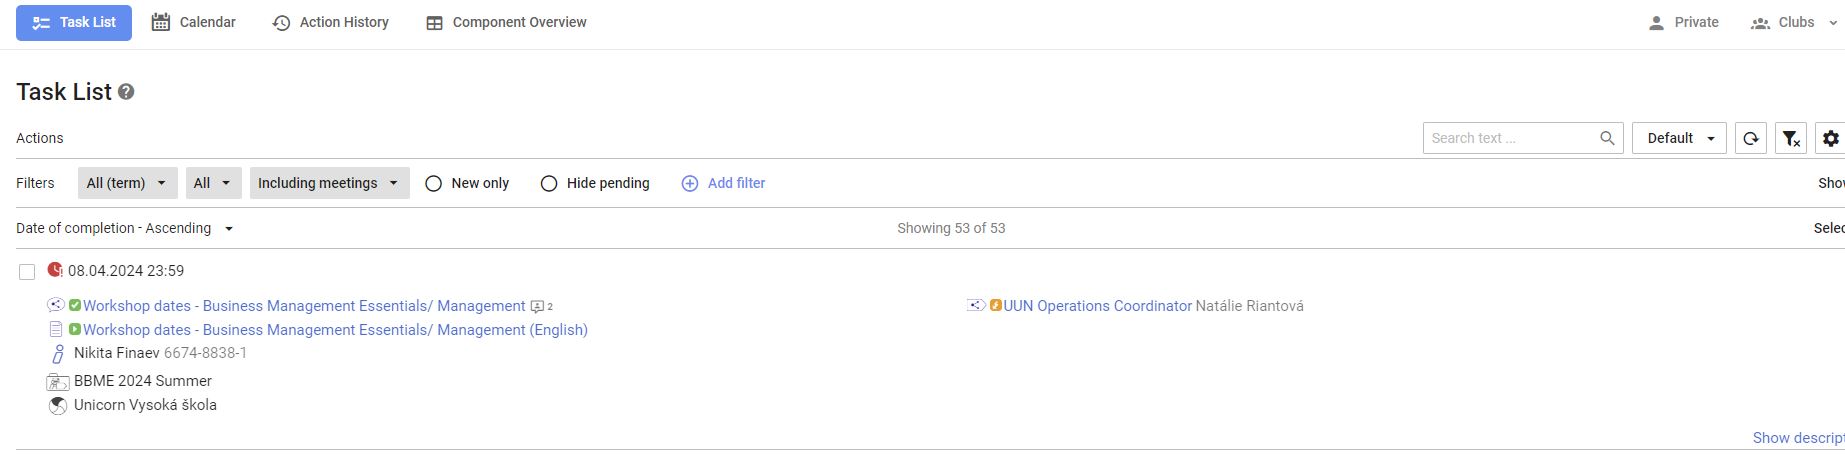 Task List Calendar Action History Component Overview Private Clubs
Task List ?
Actions Search text ... Default
Filters All (term) All Including meetings New only Hide pending Add filter Show
Date of completion - Ascending Showing 53 of 53 Selec
08.04.2024 23:59
Workshop dates - Business Management Essentials/ Management 2 UUN Operations Coordinator Natálie Riantová
Workshop dates - Business Management Essentials/ Management (English)
Nikita Finaev 6674-8838-1
BBME 2024 Summer
Unicorn Vysoká škola
Show descript